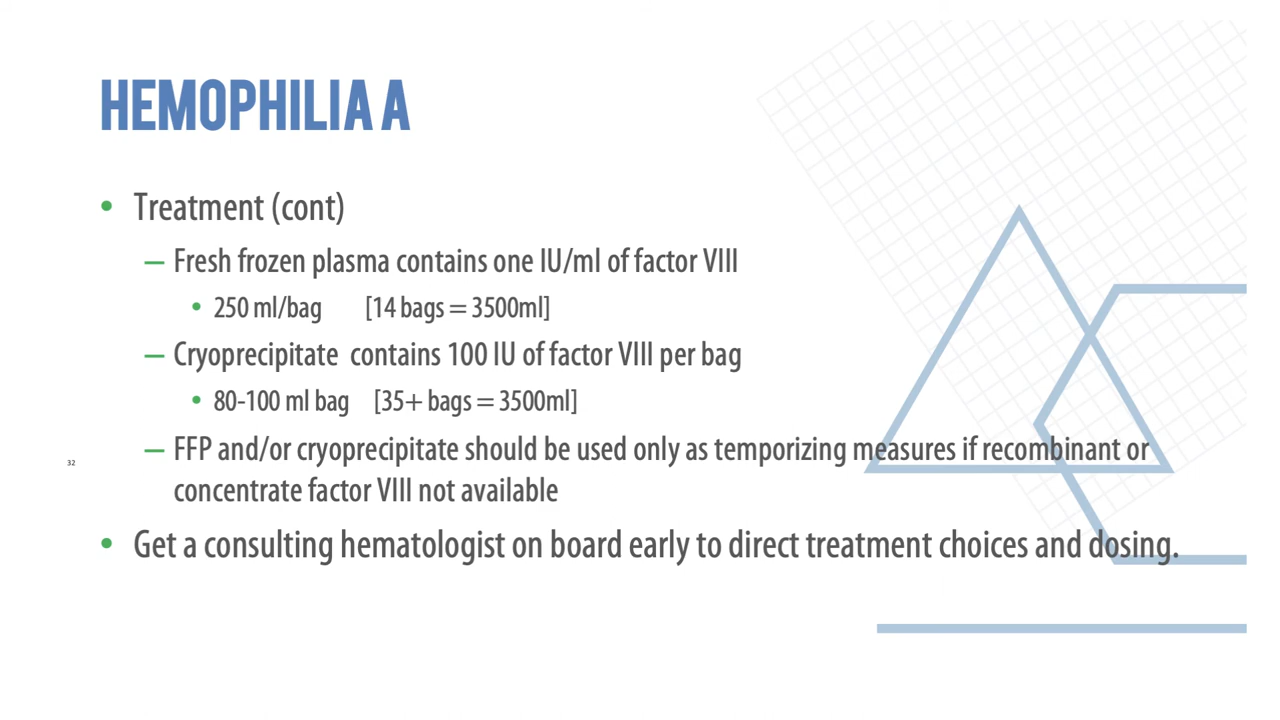 HEMOPHILIA A
• Treatment (cont)
– Fresh frozen plasma contains one IU/ml of factor VIII
• 250 ml/bag [14 bags = 3500ml]
– Cryoprecipitate contains 100 IU of factor VIII per bag
• 80-100 ml bag [35+ bags = 3500ml]
– FFP and/or cryoprecipitate should be used only as temporizing measures if recombinant or
32
concentrate factor VIII not available
• Get a consulting hematologist on board early to direct treatment choices and dosing.